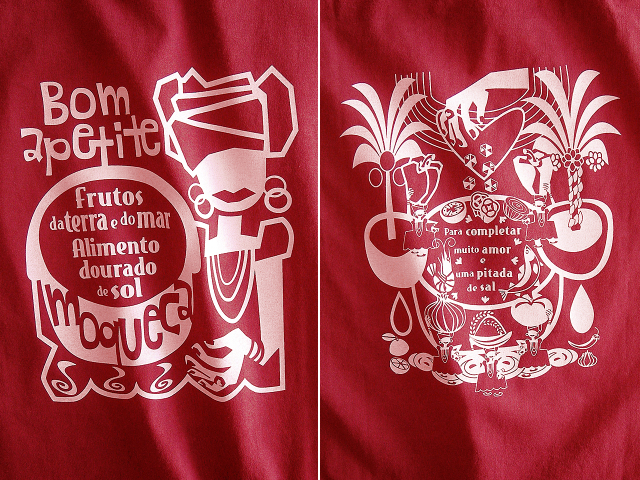 Bom
apetite
Frutos
da terra e do mar
Alimento
dourado
de sol
moqueca
Para completar
muito amor
e
uma pitada
de sal